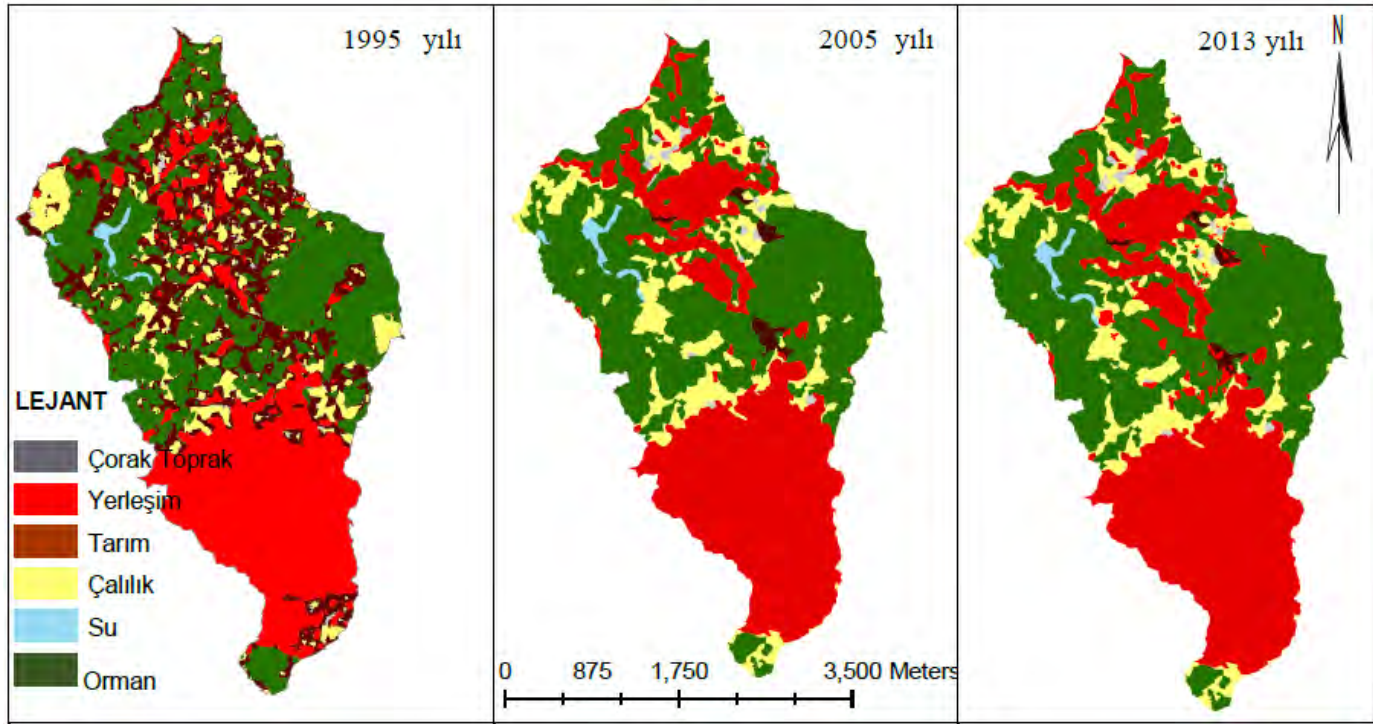 1995 yılı
2005 yılı
2013 yılı
N
LEJANT
Çorak Toprak
Yerleşim
Tarım
Çalılık
Su
Orman
0 875 1,750 3,500 Meters